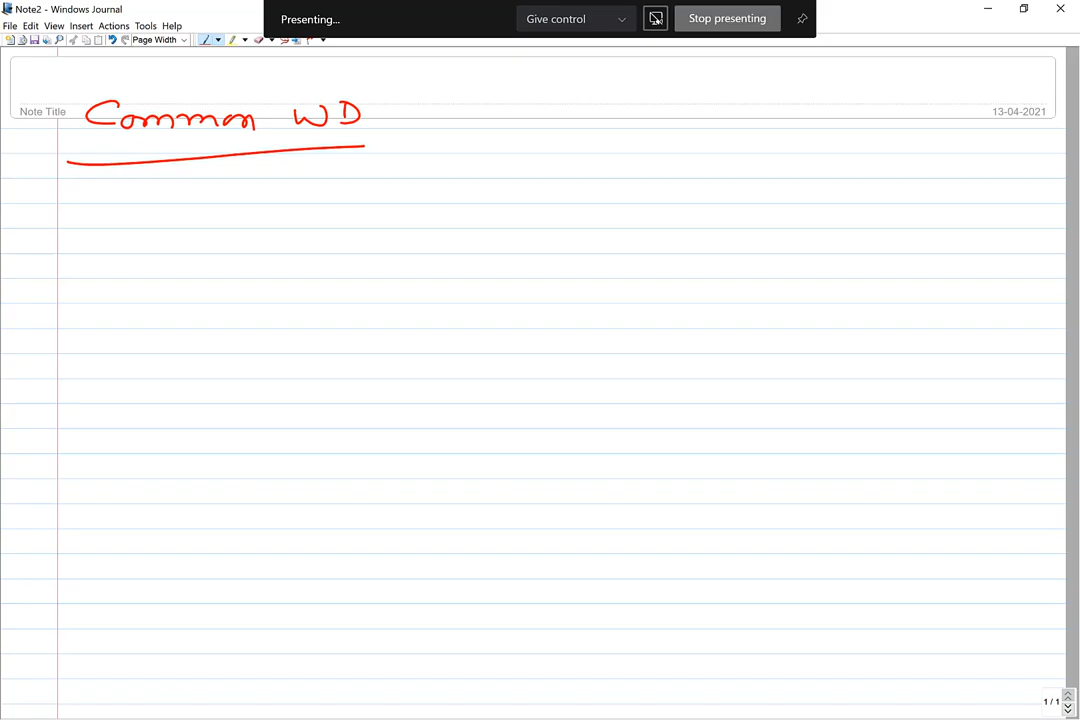 Note2 - Windows Journal
Presenting...
Give control
Stop presenting
File Edit View Insert Actions Tools Help
Page Width
Common WD
Note Title
13-04-2021
1 / 1